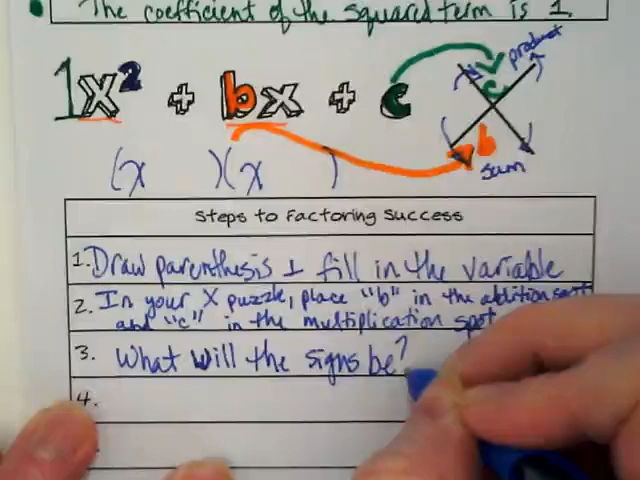 The coefficient of the squared term is 1.
1x² + bx + c
product
c
b
sum
(x )(x )
Steps to Factoring Success
1. Draw parenthesis + fill in the variable
2. In your X puzzle, place "b" in the addition spot
and "c" in the multiplication spot
3. What will the signs be?
4.